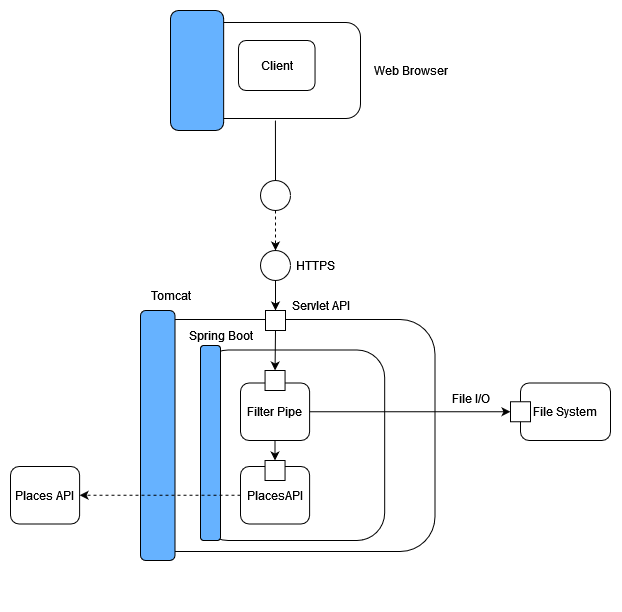 Client
Web Browser
HTTPS
Tomcat
Servlet API
Spring Boot
Filter Pipe
File I/O
File System
Places API
PlacesAPI